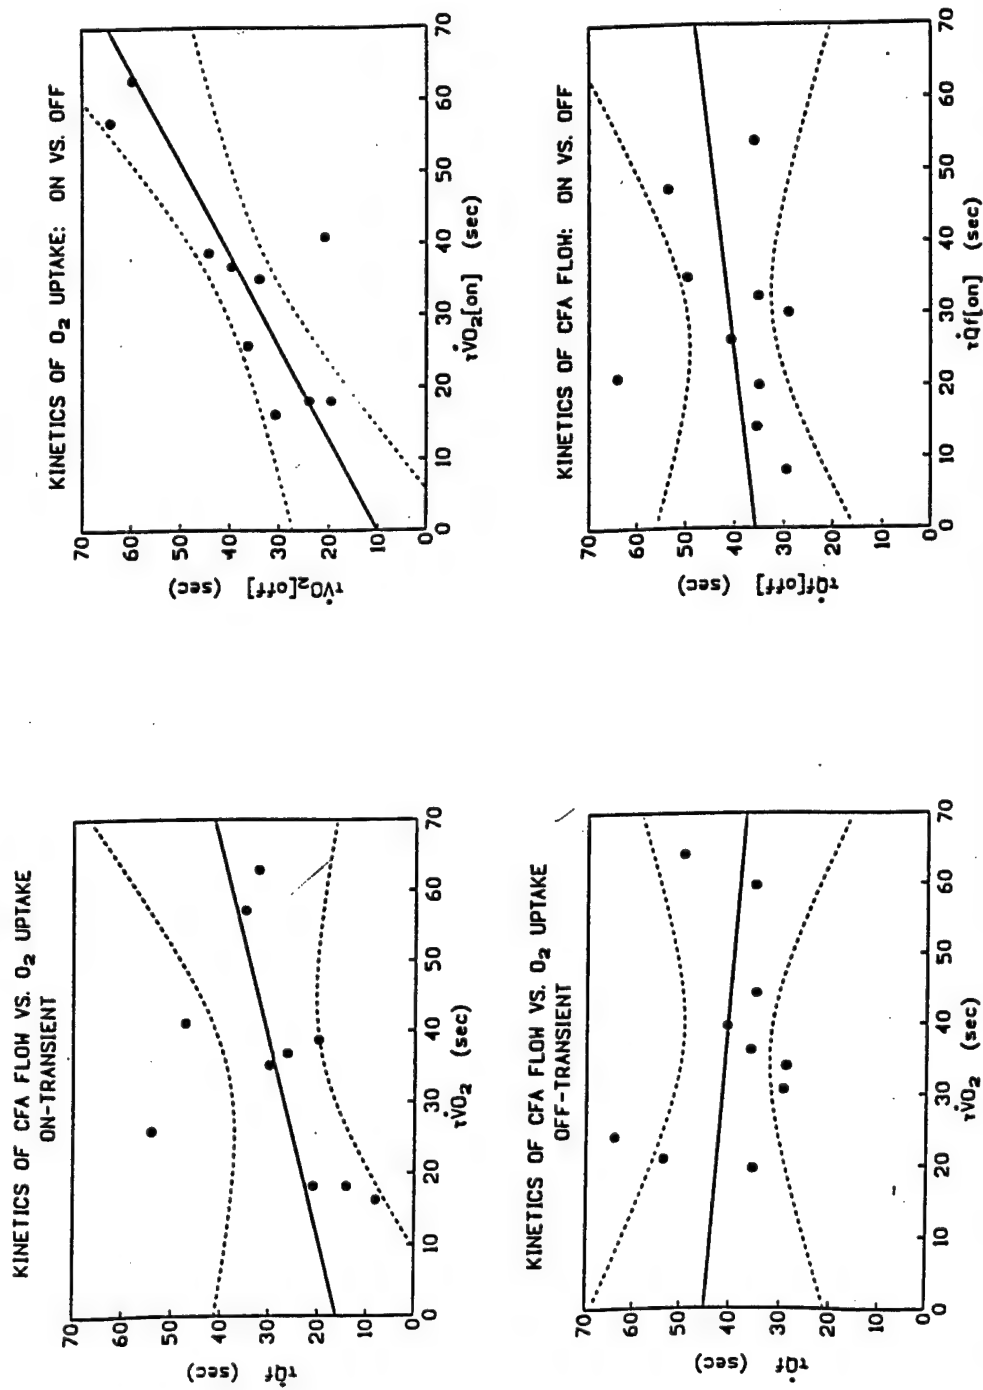 KINETICS OF CFA FLOW VS. O₂ UPTAKE
ON-TRANSIENT
70
60
50
40
30
20
10
0
τQ̇f (sec)
0 10 20 30 40 50 60 70
τV̇O₂ (sec)
KINETICS OF O₂ UPTAKE: ON VS. OFF
70
60
50
40
30
20
10
0
τV̇O₂[off] (sec)
0 10 20 30 40 50 60 70
τV̇O₂[on] (sec)
KINETICS OF CFA FLOW VS. O₂ UPTAKE
OFF-TRANSIENT
70
60
50
40
30
20
10
0
τQ̇f (sec)
0 10 20 30 40 50 60 70
τV̇O₂ (sec)
KINETICS OF CFA FLOW: ON VS. OFF
70
60
50
40
30
20
10
0
τQ̇f[off] (sec)
0 10 20 30 40 50 60 70
τQ̇f[on] (sec)